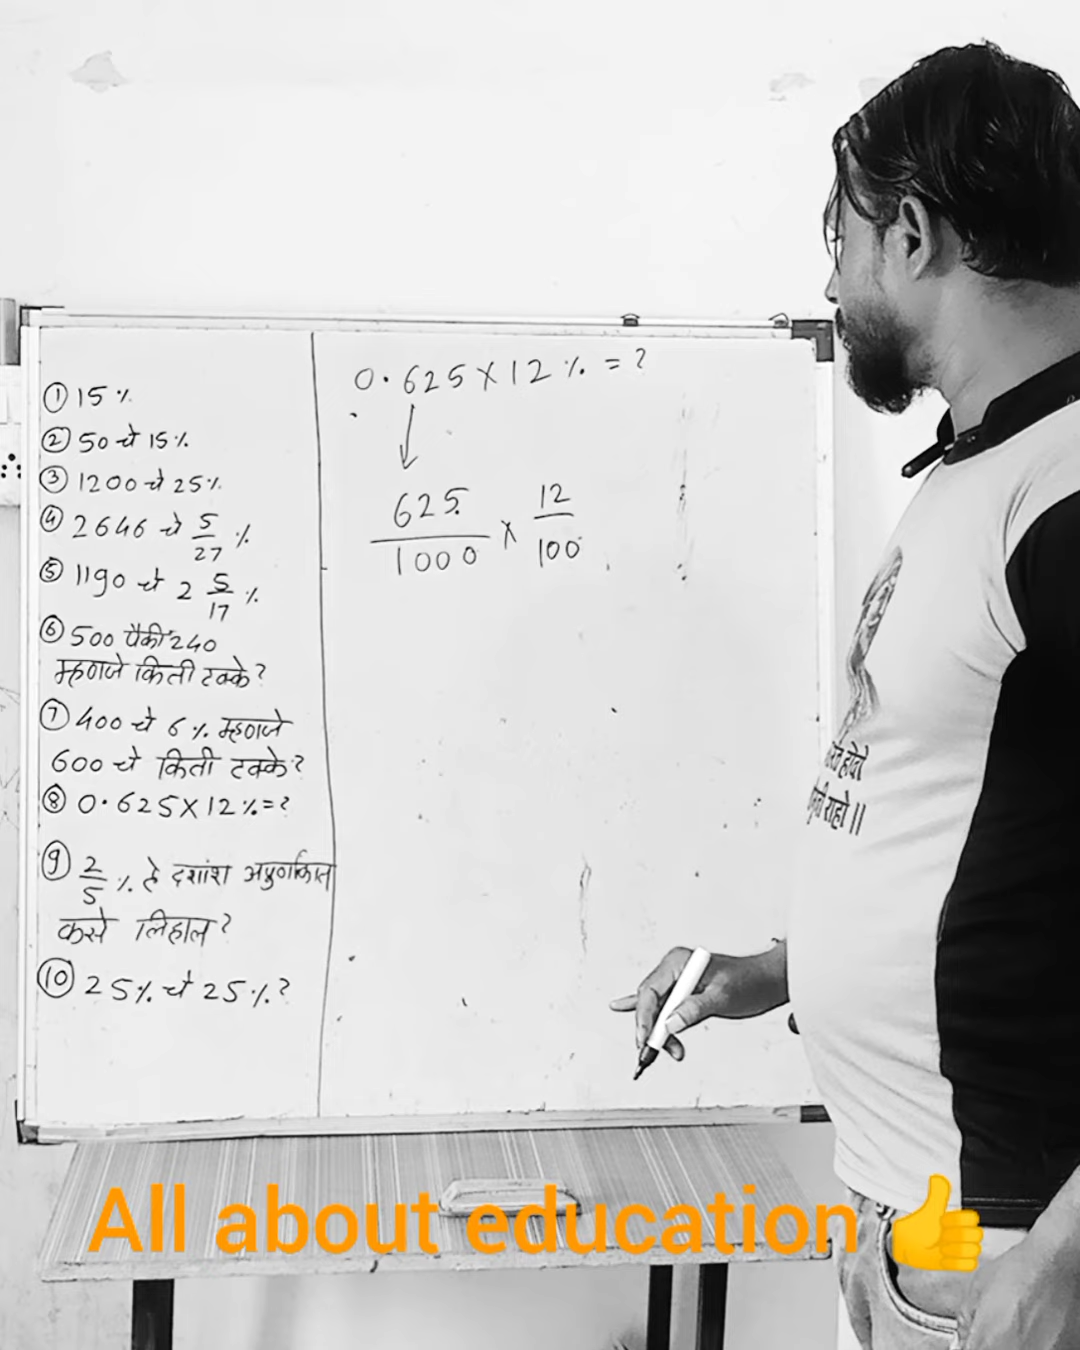 ① 15 %
② 50 चे 15 %
③ 1200 चे 25 %
④ 2646 चे 5/27 %
⑤ 1190 चे 2 5/17 %
⑥ 500 पैकी 240
म्हणजे किती टक्के?
⑦ 400 चे 6 % म्हणजे
600 चे किती टक्के?
⑧ 0.625 X 12 % = ?
⑨ 2/5 % हे दशांश अपुर्णांकात
कसे लिहाल?
⑩ 25 % चे 25 % ?
0.625 X 12 % = ?
625/1000 X 12/100
राहो ||
All about education 👍